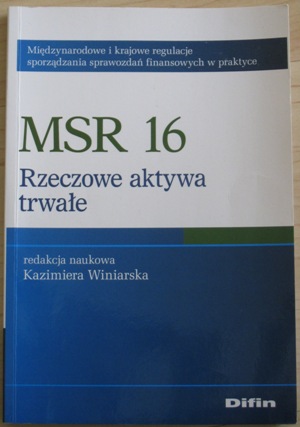 Międzynarodowe i krajowe regulacje
sporządzania sprawozdań finansowych w praktyce
MSR 16
Rzeczowe aktywa
trwałe
redakcja naukowa
Kazimiera Winiarska
Difin